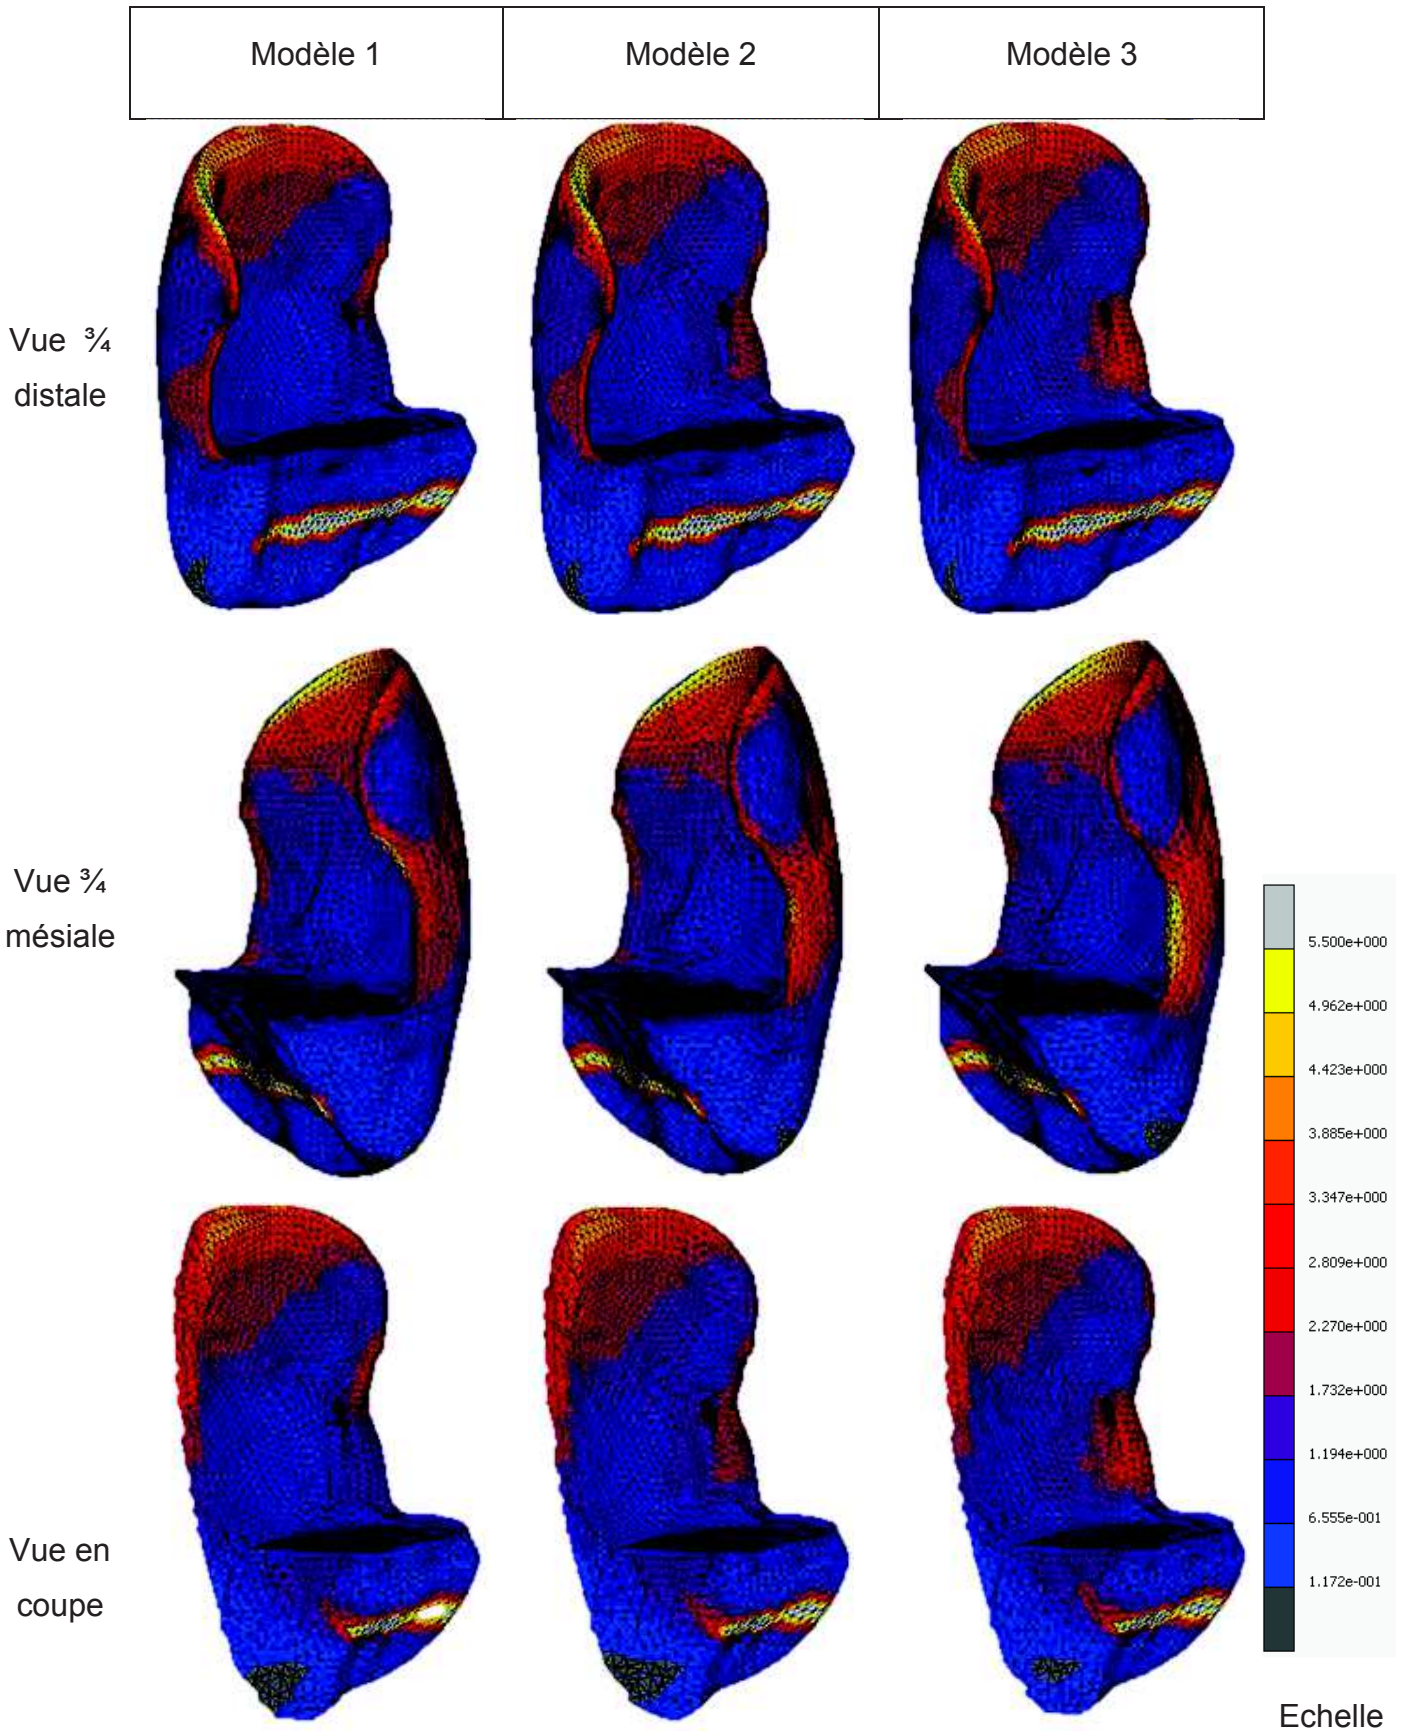 Modèle 1
Modèle 2
Modèle 3
Vue ¾
distale
Vue ¾
mésiale
Vue en
coupe
5.500e+000
4.962e+000
4.423e+000
3.885e+000
3.347e+000
2.809e+000
2.270e+000
1.732e+000
1.194e+000
6.555e-001
1.172e-001
Echelle